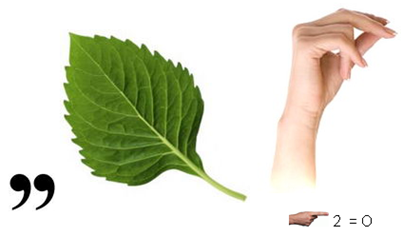 ,,
2 = O